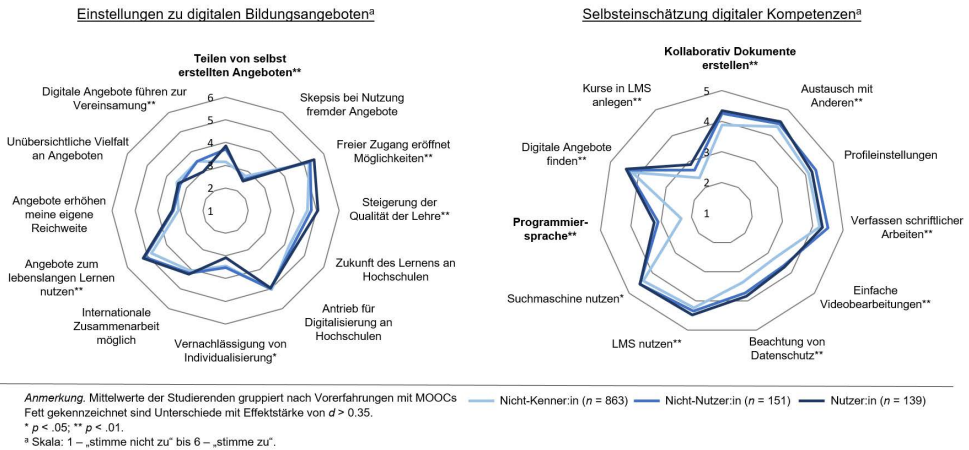 Einstellungen zu digitalen Bildungsangebotenᵃ
Teilen von selbst
erstellten Angeboten**
Skepsis bei Nutzung
fremder Angebote
Freier Zugang eröffnet
Möglichkeiten**
Steigerung der
Qualität der Lehre**
Zukunft des Lernens an
Hochschulen
Antrieb für
Digitalisierung an
Hochschulen
Vernachlässigung von
Individualisierung*
Internationale
Zusammenarbeit
möglich
Angebote zum
lebenslangen Lernen
nutzen**
Angebote erhöhen
meine eigene
Reichweite
Unübersichtliche Vielfalt
an Angeboten
Digitale Angebote führen zur
Vereinsamung**
6
5
4
3
2
1
Selbsteinschätzung digitaler Kompetenzenᵃ
Kollaborativ Dokumente
erstellen**
Austausch mit
Anderen**
Profileinstellungen
Verfassen schriftlicher
Arbeiten**
Einfache
Videobearbeitungen**
Beachtung von
Datenschutz**
LMS nutzen**
Suchmaschine nutzen*
Programmier-
sprache**
Digitale Angebote
finden**
Kurse in LMS
anlegen**
5
4
3
2
1
Anmerkung. Mittelwerte der Studierenden gruppiert nach Vorerfahrungen mit MOOCs
Fett gekennzeichnet sind Unterschiede mit Effektstärke von d > 0.35.
* p < .05; ** p < .01.
ᵃ Skala: 1 – „stimme nicht zu“ bis 6 – „stimme zu“.
Nicht-Kenner:in (n = 863)
Nicht-Nutzer:in (n = 151)
Nutzer:in (n = 139)